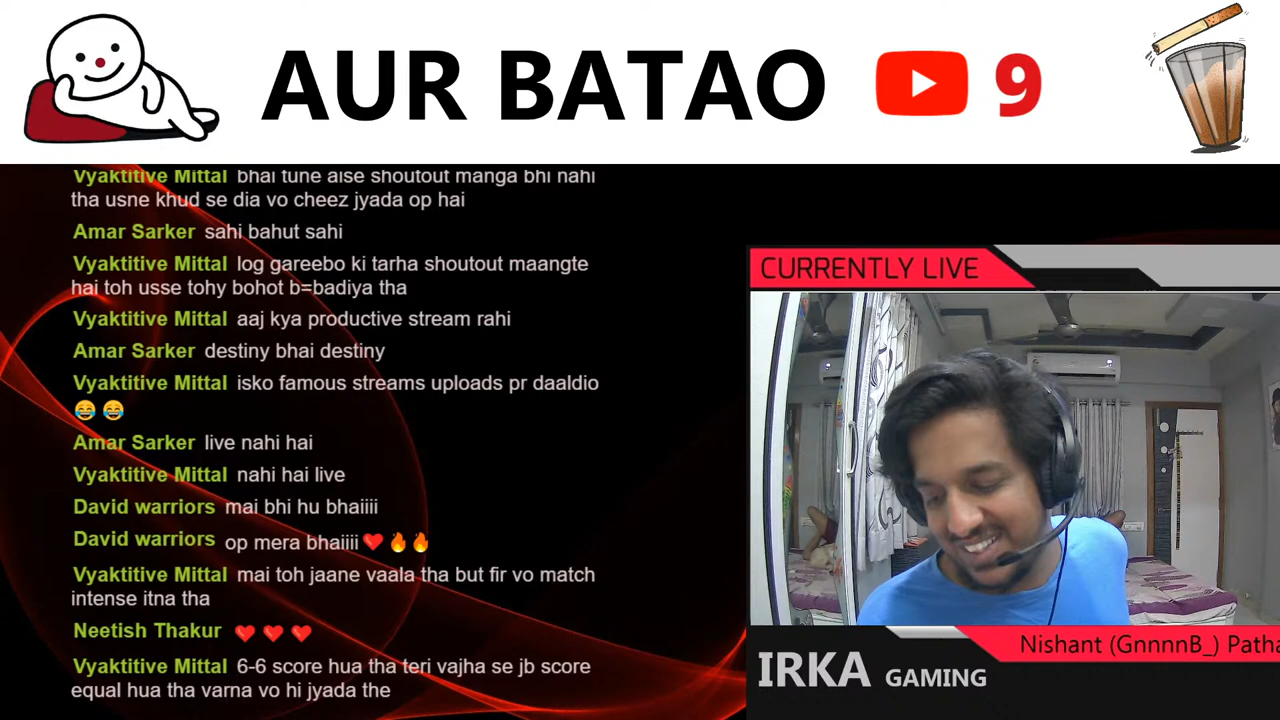 AUR BATAO 9
Vyaktitive Mittal bhai tune aise shoutout manga bhi nahi
tha usne khud se dia vo cheez jyada op hai
Amar Sarker sahi bahut sahi
Vyaktitive Mittal log gareebo ki tarha shoutout maangte
hai toh usse tohy bohot b=badiya tha
Vyaktitive Mittal aaj kya productive stream rahi
Amar Sarker destiny bhai destiny
Vyaktitive Mittal isko famous streams uploads pr daaldio
😂 😂
Amar Sarker live nahi hai
Vyaktitive Mittal nahi hai live
David warriors mai bhi hu bhaiiii
David warriors op mera bhaiiii ❤️🔥🔥
Vyaktitive Mittal mai toh jaane vaala tha but fir vo match
intense itna tha
Neetish Thakur ❤️ ❤️ ❤️
Vyaktitive Mittal 6-6 score hua tha teri vajha se jb score
equal hua tha varna vo hi jyada the
CURRENTLY LIVE
Nishant (GnnnnB_) Patha
IRKA GAMING